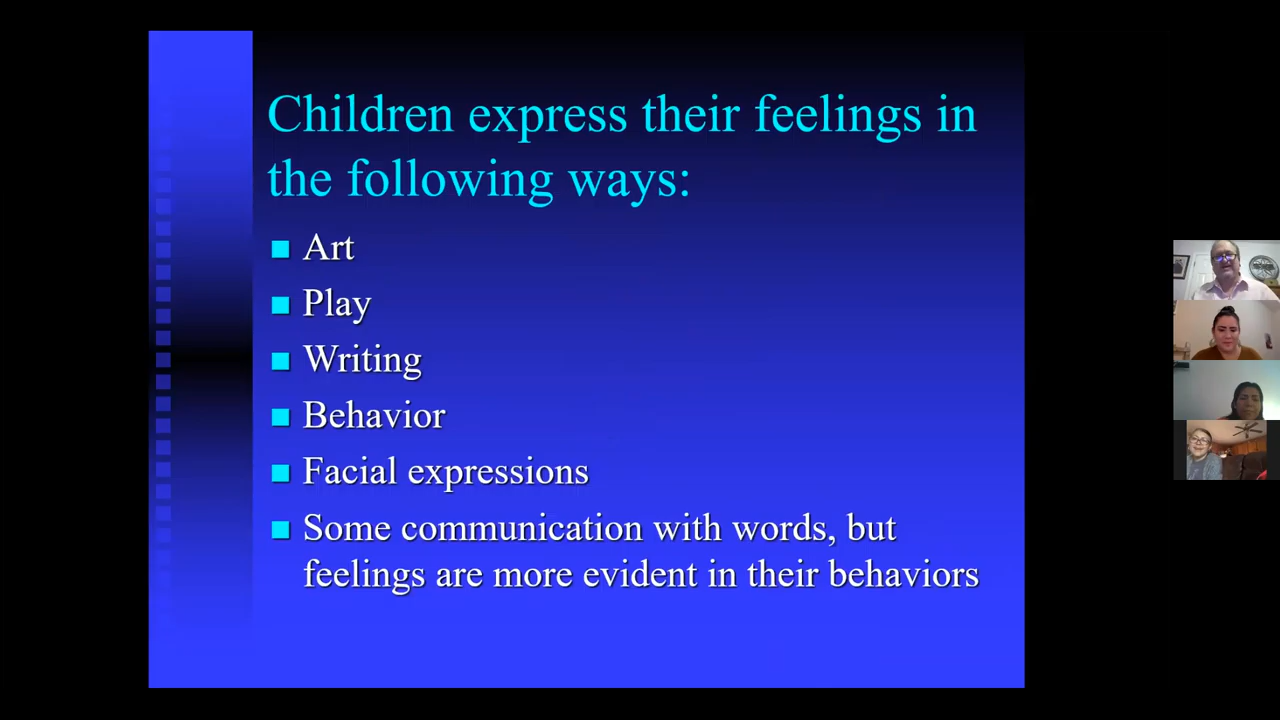 Children express their feelings in
the following ways:
Art
Play
Writing
Behavior
Facial expressions
Some communication with words, but
feelings are more evident in their behaviors